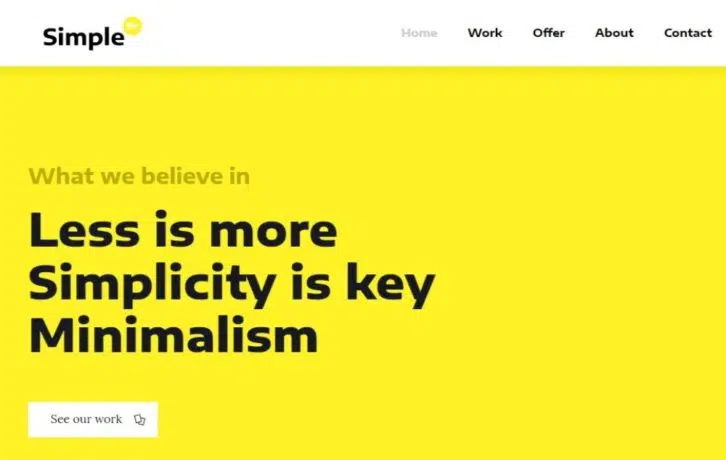 Simple
Home Work Offer About Contact
What we believe in
Less is more
Simplicity is key
Minimalism
See our work